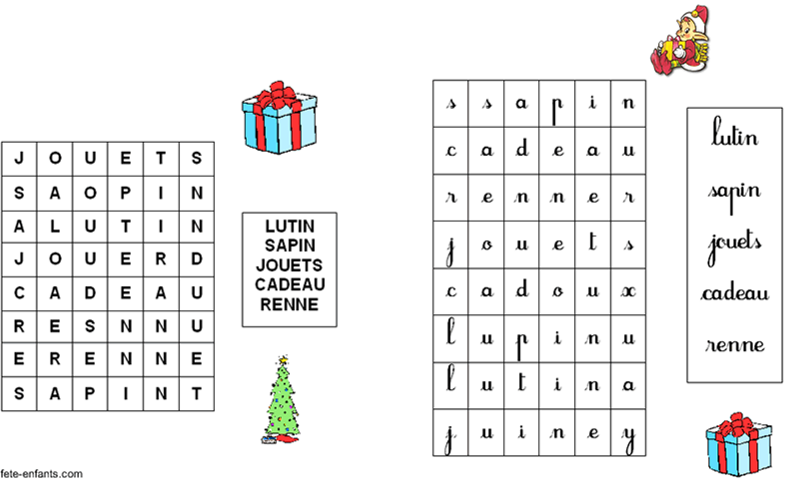 J O U E T S
S A O P I N
A L U T I N
J O U E R D
C A D E A U
R E S N N U
E R E N N E
S A P I N T
LUTIN
SAPIN
JOUETS
CADEAU
RENNE
s s a p i n
c a d e a u
r e n n e r
j o u e t s
c a d o u x
l u p i n u
l u t i n a
j u i n e y
lutin
sapin
jouets
cadeau
renne
fete-enfants.com